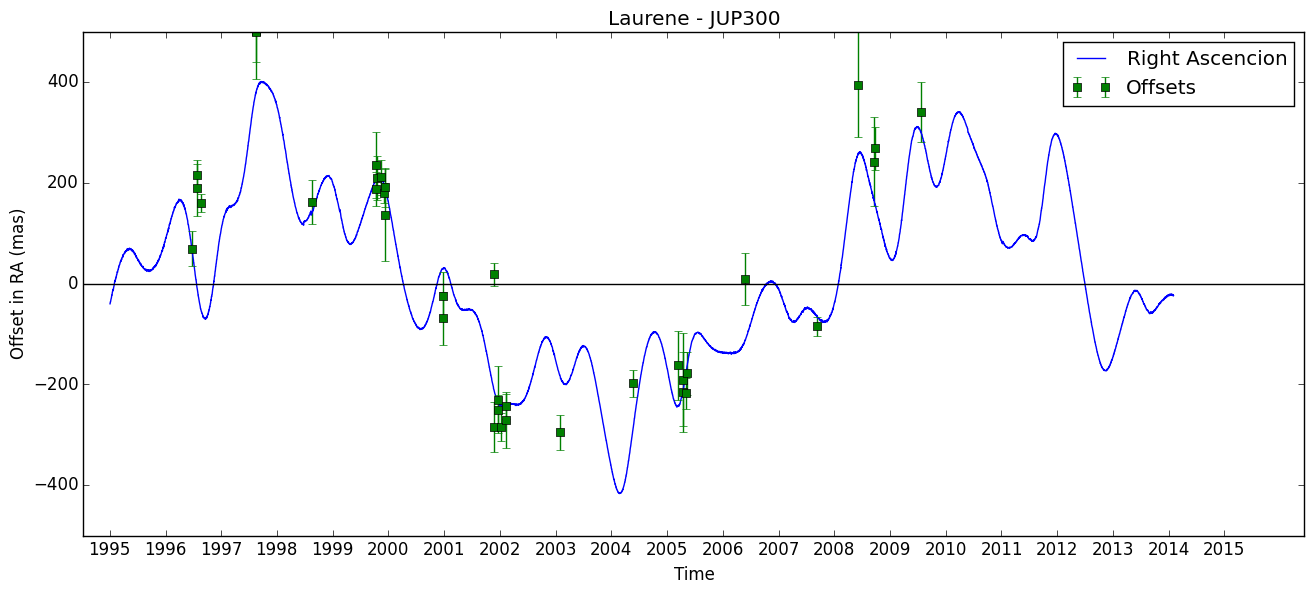 Laurene - JUP300
Right Ascencion
Offsets
Offset in RA (mas)
400
200
0
−200
−400
1995 1996 1997 1998 1999 2000 2001 2002 2003 2004 2005 2006 2007 2008 2009 2010 2011 2012 2013 2014 2015
Time